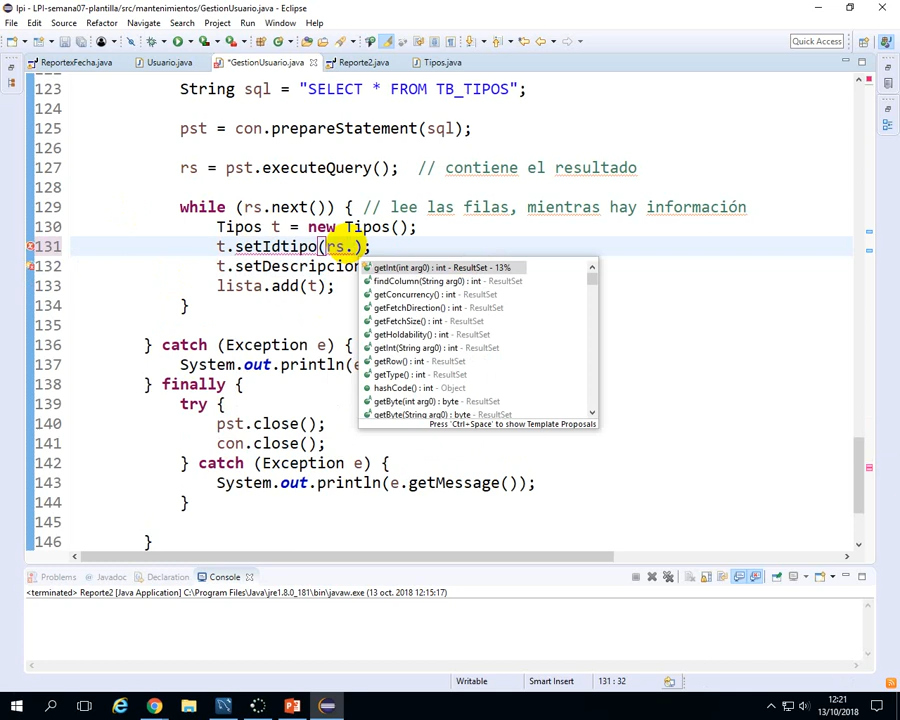 lpi - LPI-semana07-plantilla/src/mantenimientos/GestionUsuario.java - Eclipse
File Edit Source Refactor Navigate Search Project Run Window Help
Quick Access
ReportexFecha.java Usuario.java *GestionUsuario.java Reporte2.java Tipos.java
123 String sql = "SELECT * FROM TB_TIPOS";
124
125 pst = con.prepareStatement(sql);
126
127 rs = pst.executeQuery(); // contiene el resultado
128
129 while (rs.next()) { // lee las filas, mientras hay información
130 Tipos t = new Tipos();
131 t.setIdtipo(rs.);
132 t.setDescripcion
133 lista.add(t);
134 }
135
136 } catch (Exception e) {
137 System.out.println(e
138 } finally {
139 try {
140 pst.close();
141 con.close();
142 } catch (Exception e) {
143 System.out.println(e.getMessage());
144 }
145
146 }
getInt(int arg0) : int - ResultSet - 13%
findColumn(String arg0) : int - ResultSet
getConcurrency() : int - ResultSet
getFetchDirection() : int - ResultSet
getFetchSize() : int - ResultSet
getHoldability() : int - ResultSet
getInt(String arg0) : int - ResultSet
getRow() : int - ResultSet
getType() : int - ResultSet
hashCode() : int - Object
getByte(int arg0) : byte - ResultSet
getByte(String arg0) : byte - ResultSet
Press 'Ctrl+Space' to show Template Proposals
Problems Javadoc Declaration Console
<terminated> Reporte2 [Java Application] C:\Program Files\Java\jre1.8.0_181\bin\javaw.exe (13 oct. 2018 12:15:17)
Writable Smart Insert 131 : 32
12:21
13/10/2018